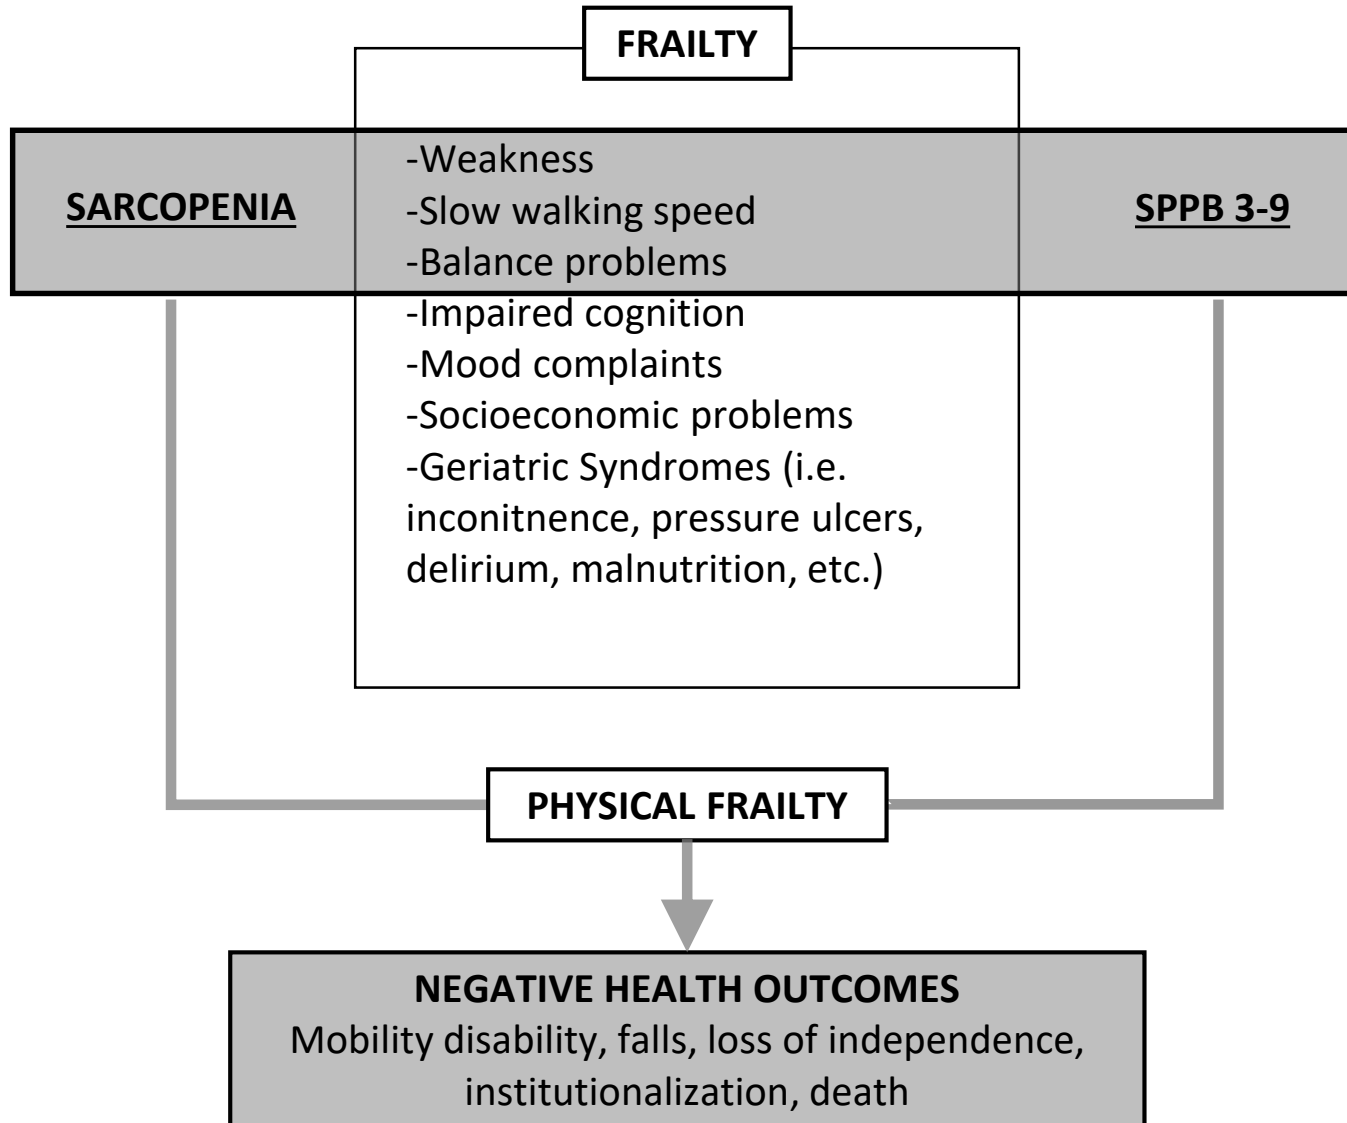 FRAILTY
SARCOPENIA
-Weakness
-Slow walking speed
-Balance problems
SPPB 3-9
-Impaired cognition
-Mood complaints
-Socioeconomic problems
-Geriatric Syndromes (i.e.
inconitnence, pressure ulcers,
delirium, malnutrition, etc.)
PHYSICAL FRAILTY
NEGATIVE HEALTH OUTCOMES
Mobility disability, falls, loss of independence,
institutionalization, death